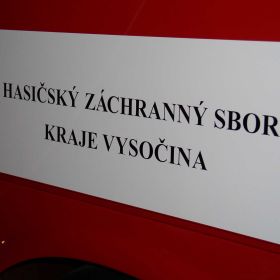 HASIČSKÝ ZÁCHRANNÝ SBOR
KRAJE VYSOČINA